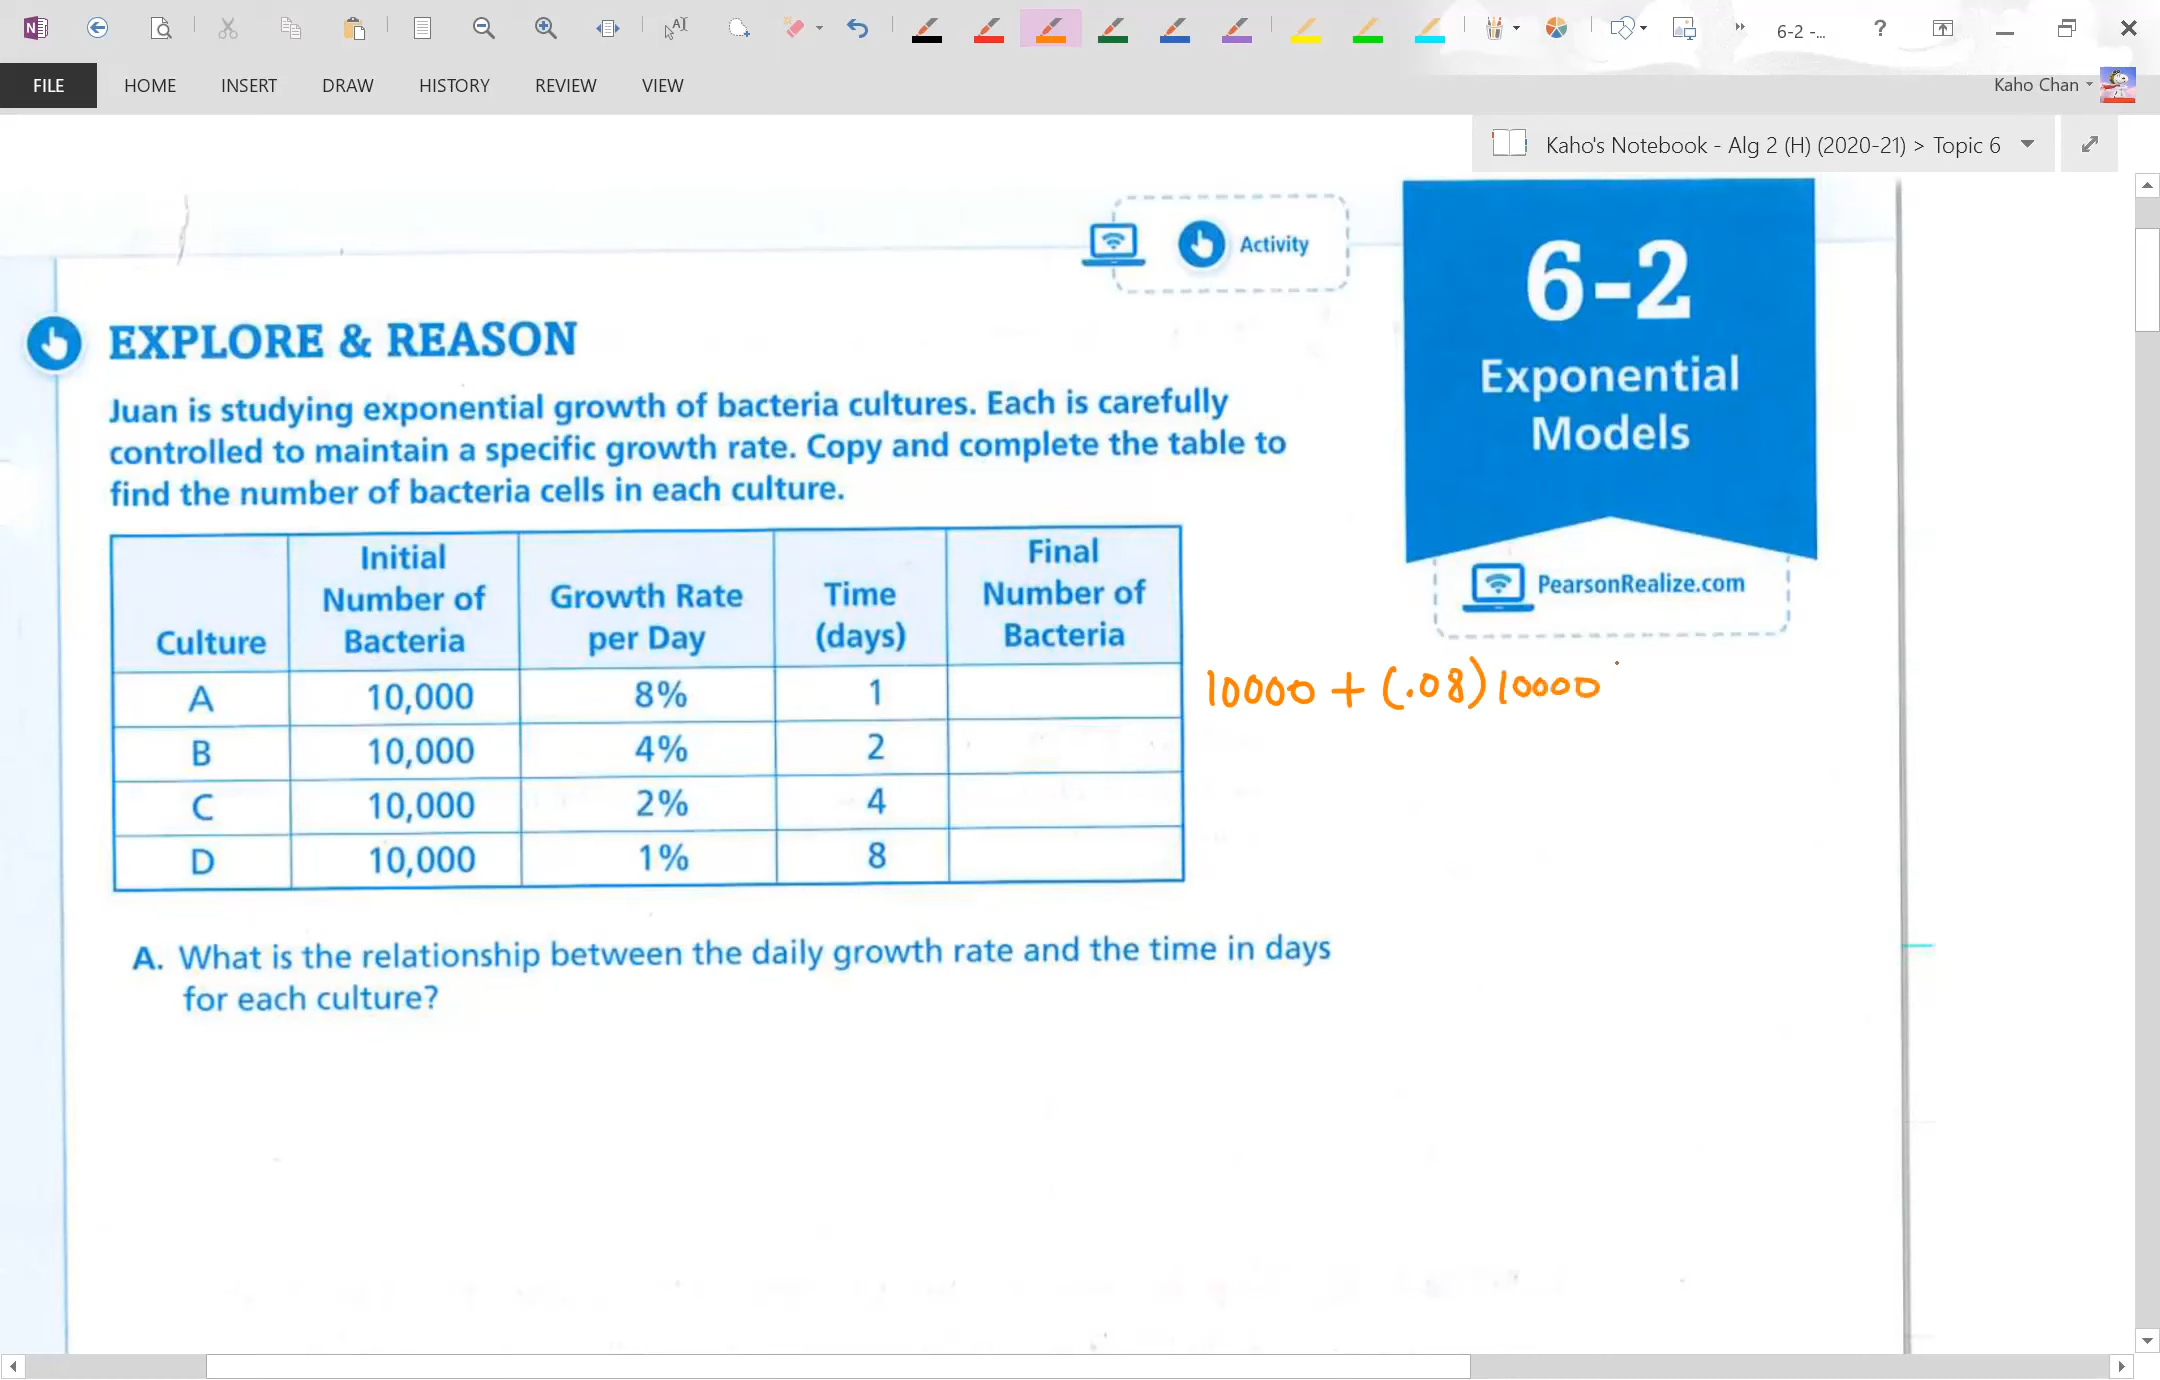 6-2 -...
?
FILE HOME INSERT DRAW HISTORY REVIEW VIEW
Kaho Chan
Kaho's Notebook - Alg 2 (H) (2020-21) > Topic 6
Activity
6-2
Exponential
Models
PearsonRealize.com
EXPLORE & REASON
Juan is studying exponential growth of bacteria cultures. Each is carefully
controlled to maintain a specific growth rate. Copy and complete the table to
find the number of bacteria cells in each culture.
Culture Initial Number of Bacteria Growth Rate per Day Time (days) Final Number of Bacteria
A 10,000 8% 1
10000 + (.08) 10000
B 10,000 4% 2
C 10,000 2% 4
D 10,000 1% 8
A. What is the relationship between the daily growth rate and the time in days
for each culture?